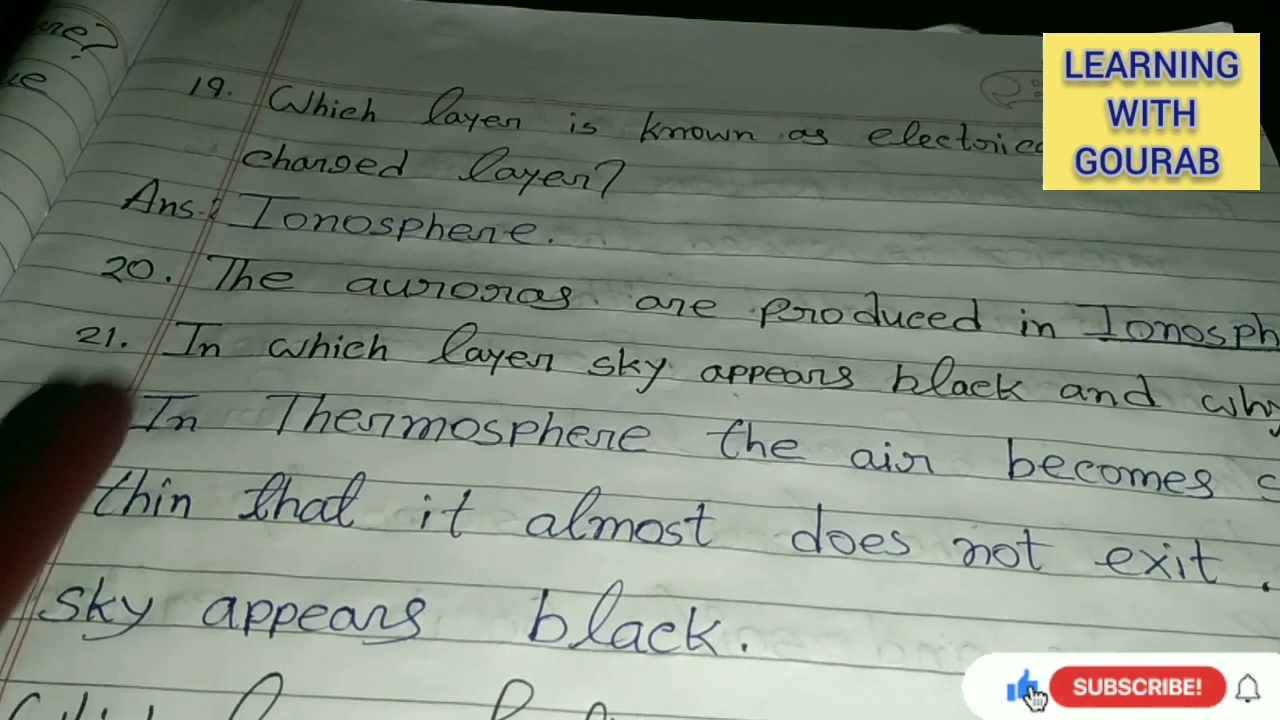 ere?
19. Which layer is known as electorica
charged layer?
Ans:- Ionosphere.
20. The auroras are produced in Ionosph
21. In which layer sky appears black and why
In Thermosphere the air becomes s
thin that it almost does not exit.
sky appears black.
LEARNING
WITH
GOURAB
SUBSCRIBE!